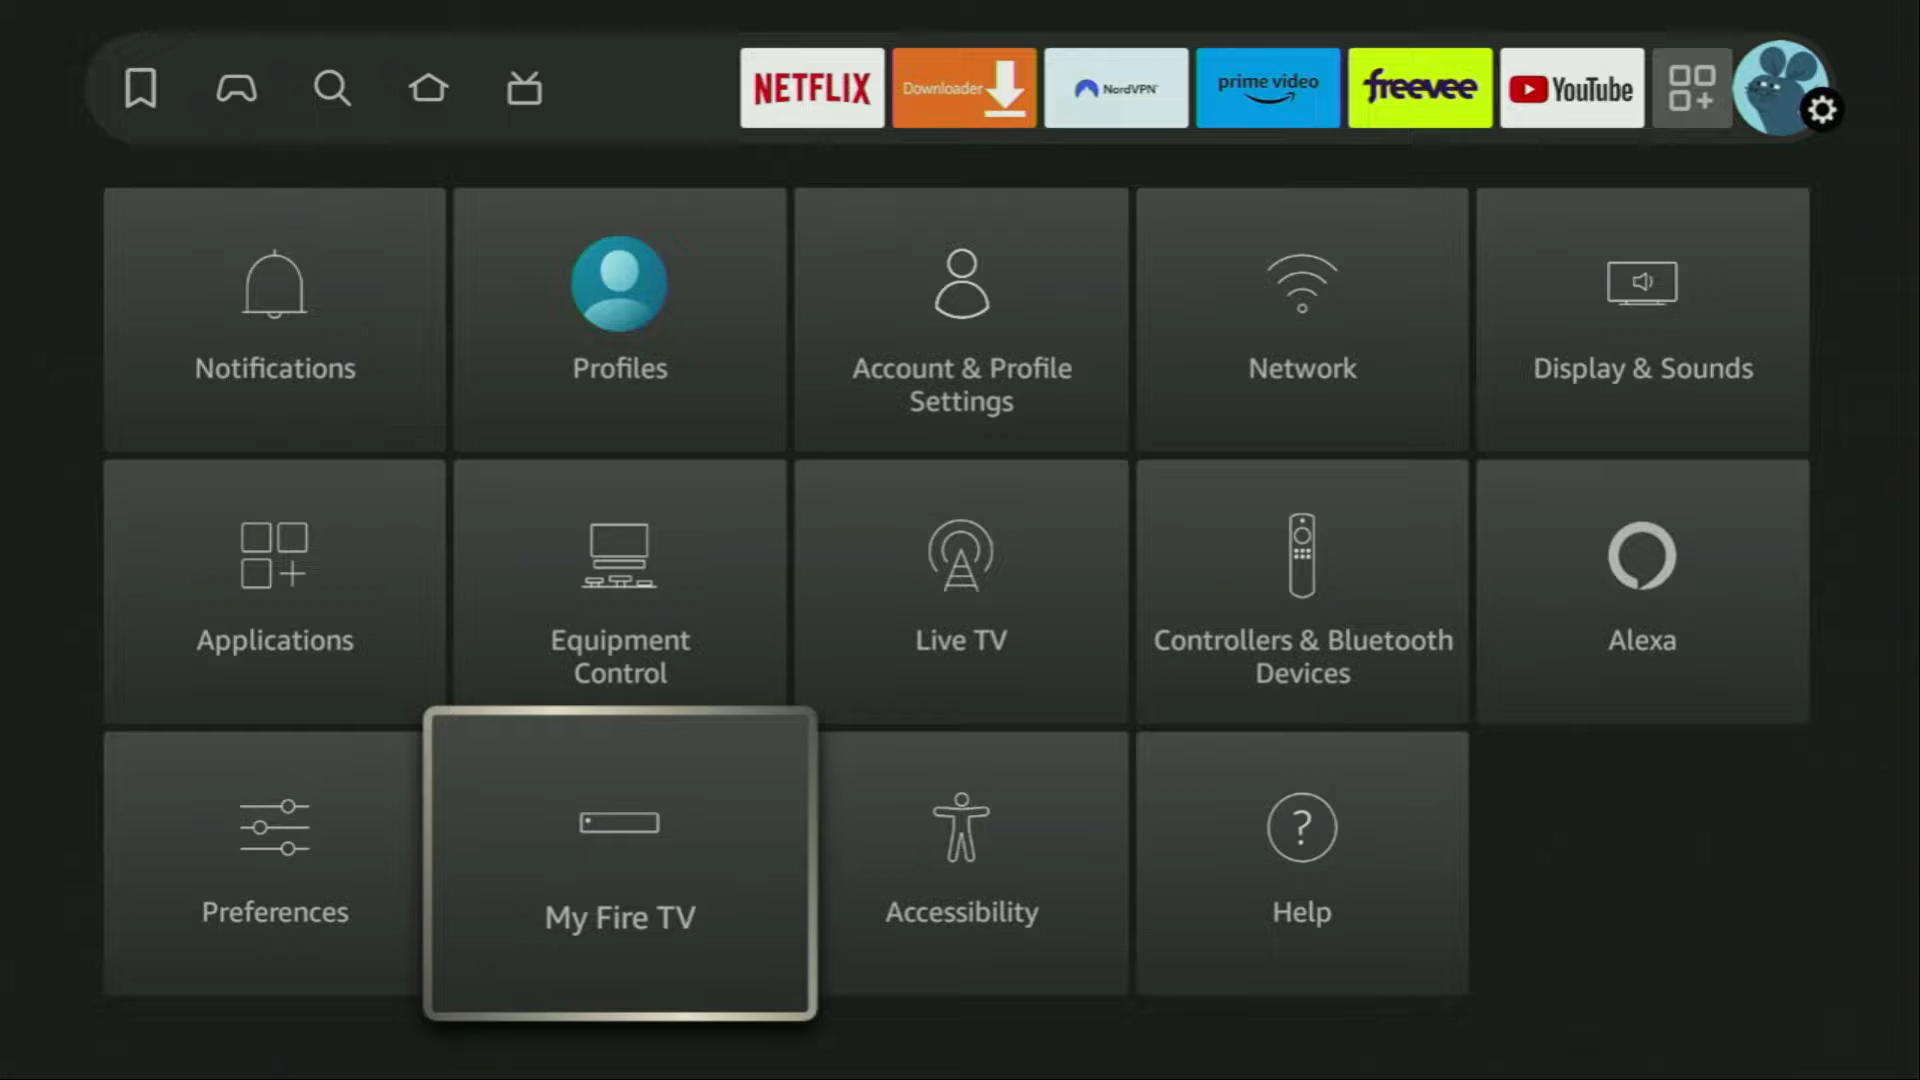 NETFLIX
Downloader
NordVPN
prime video
freevee
YouTube
Notifications
Profiles
Account & Profile
Settings
Network
Display & Sounds
Applications
Equipment
Control
Live TV
Controllers & Bluetooth
Devices
Alexa
Preferences
My Fire TV
Accessibility
?
Help